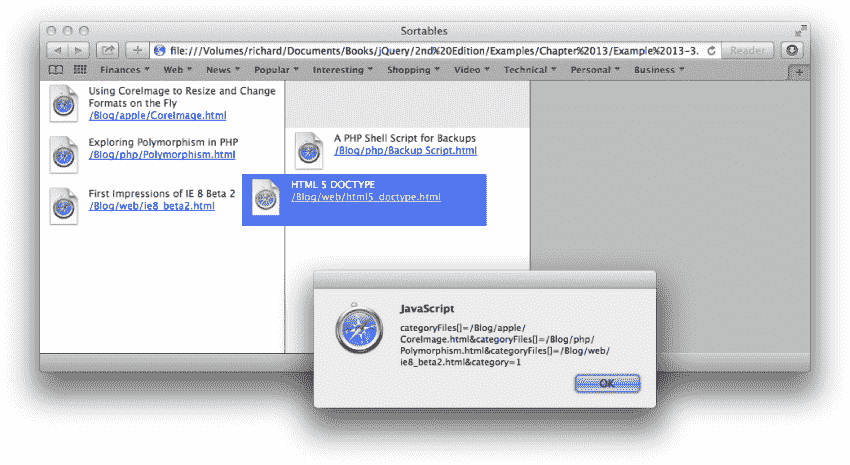 Sortables
file:///Volumes/richard/Documents/Books/jQuery/2nd%20Edition/Examples/Chapter%2013/Example%2013-3.
Reader
Finances Web News Popular Interesting Shopping Video Technical Personal Business
Using CoreImage to Resize and Change
Formats on the Fly
/Blog/apple/CoreImage.html
Exploring Polymorphism in PHP
/Blog/php/Polymorphism.html
First Impressions of IE 8 Beta 2
/Blog/web/ie8_beta2.html
A PHP Shell Script for Backups
/Blog/php/Backup Script.html
HTML 5 DOCTYPE
/Blog/web/html5_doctype.html
JavaScript
categoryFiles[]=/Blog/apple/
CoreImage.html&categoryFiles[]=/Blog/php/
Polymorphism.html&categoryFiles[]=/Blog/web/
ie8_beta2.html&category=1
OK